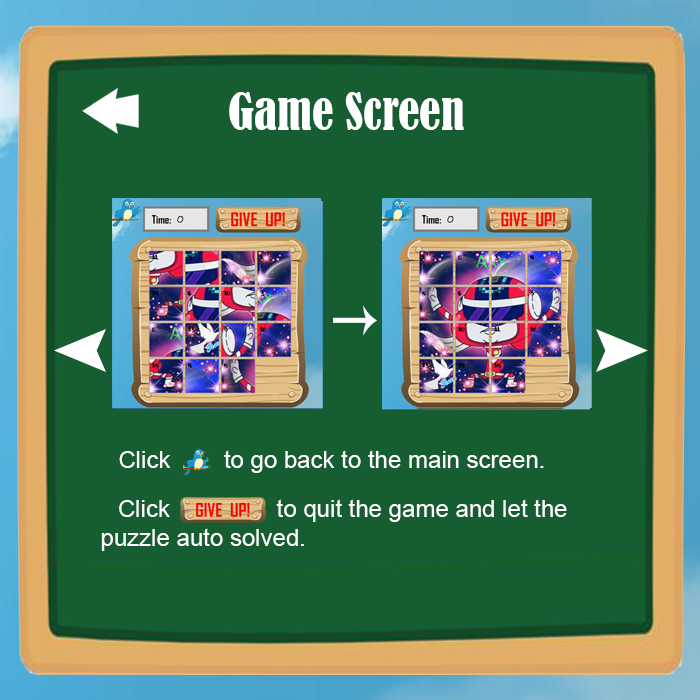 Game Screen
Time: 0 GIVE UP!
Time: 0 GIVE UP!
Click to go back to the main screen.
Click GIVE UP! to quit the game and let the
puzzle auto solved.